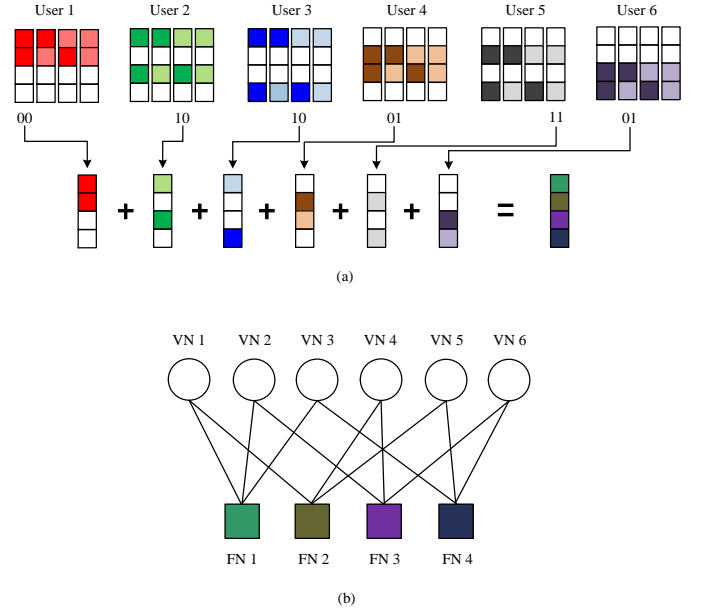 User 1 User 2 User 3 User 4 User 5 User 6
00 10 10 01 11 01
+ + + + + =
(a)
VN 1 VN 2 VN 3 VN 4 VN 5 VN 6
FN 1 FN 2 FN 3 FN 4
(b)